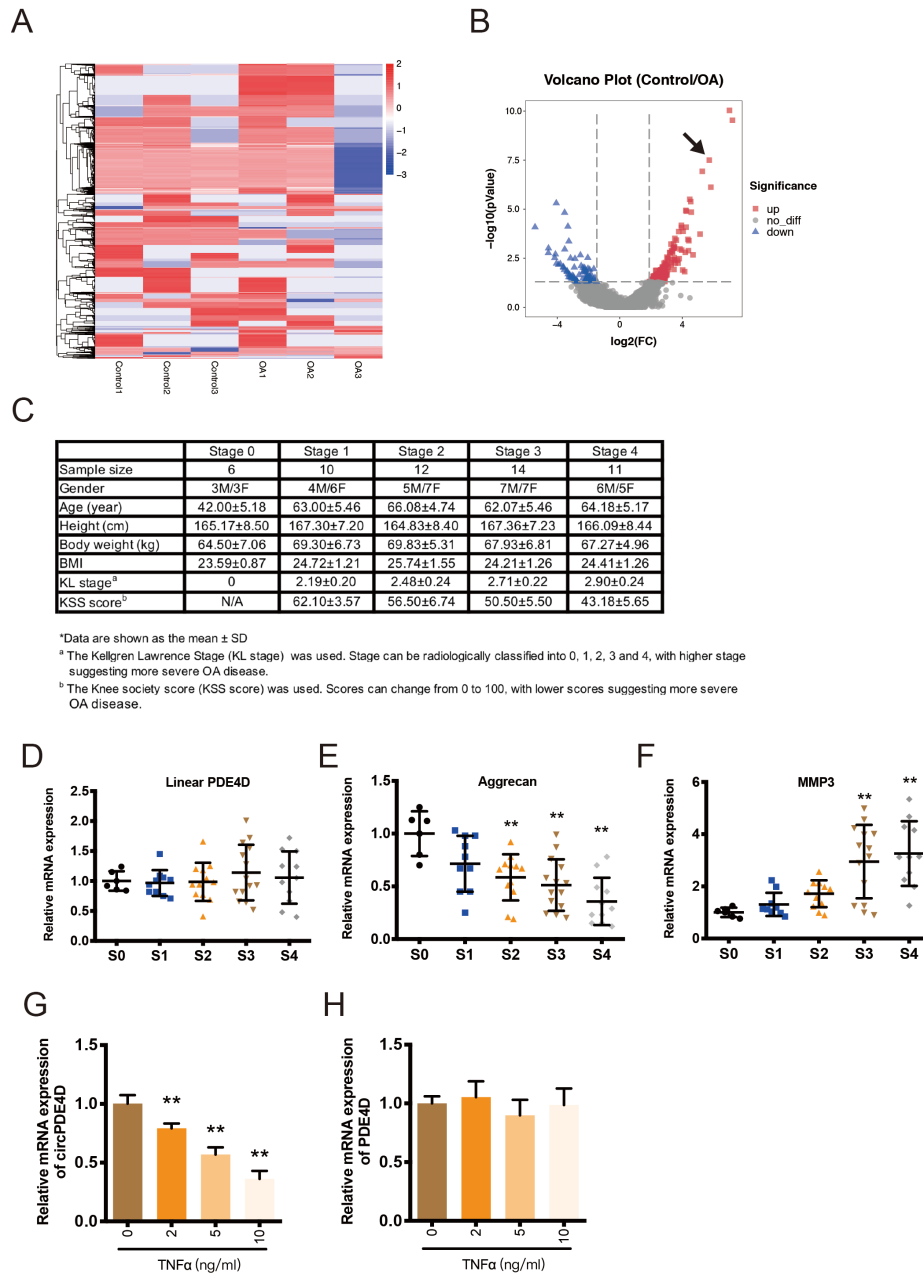 A
2
1
0
−1
−2
−3
Control1
Control2
Control3
OA1
OA2
OA3
B
Volcano Plot (Control/OA)
−log10(pValue)
10.0
7.5
5.0
2.5
0.0
−4
0
4
log2(FC)
Significance
up
no_diff
down
C
Stage 0 Stage 1 Stage 2 Stage 3 Stage 4
Sample size 6 10 12 14 11
Gender 3M/3F 4M/6F 5M/7F 7M/7F 6M/5F
Age (year) 42.00±5.18 63.00±5.46 66.08±4.74 62.07±5.46 64.18±5.17
Height (cm) 165.17±8.50 167.30±7.20 164.83±8.40 167.36±7.23 166.09±8.44
Body weight (kg) 64.50±7.06 69.30±6.73 69.83±5.31 67.93±6.81 67.27±4.96
BMI 23.59±0.87 24.72±1.21 25.74±1.55 24.21±1.26 24.41±1.26
KL stageᵃ 0 2.19±0.20 2.48±0.24 2.71±0.22 2.90±0.24
KSS scoreᵇ N/A 62.10±3.57 56.50±6.74 50.50±5.50 43.18±5.65
*Data are shown as the mean ± SD
ᵃ The Kellgren Lawrence Stage (KL stage) was used. Stage can be radiologically classified into 0, 1, 2, 3 and 4, with higher stage
suggesting more severe OA disease.
ᵇ The Knee society score (KSS score) was used. Scores can change from 0 to 100, with lower scores suggesting more severe
OA disease.
D
Linear PDE4D
Relative mRNA expression
2.5
2.0
1.5
1.0
0.5
0.0
S0 S1 S2 S3 S4
E
Aggrecan
Relative mRNA expression
1.5
1.0
0.5
0.0
** ** **
S0 S1 S2 S3 S4
F
MMP3
Relative mRNA expression
6
4
2
0
** **
S0 S1 S2 S3 S4
G
Relative mRNA expression
of circPDE4D
1.5
1.0
0.5
0.0
** ** **
0 2 5 10
TNFα (ng/ml)
H
Relative mRNA expression
of PDE4D
1.5
1.0
0.5
0.0
0 2 5 10
TNFα (ng/ml)